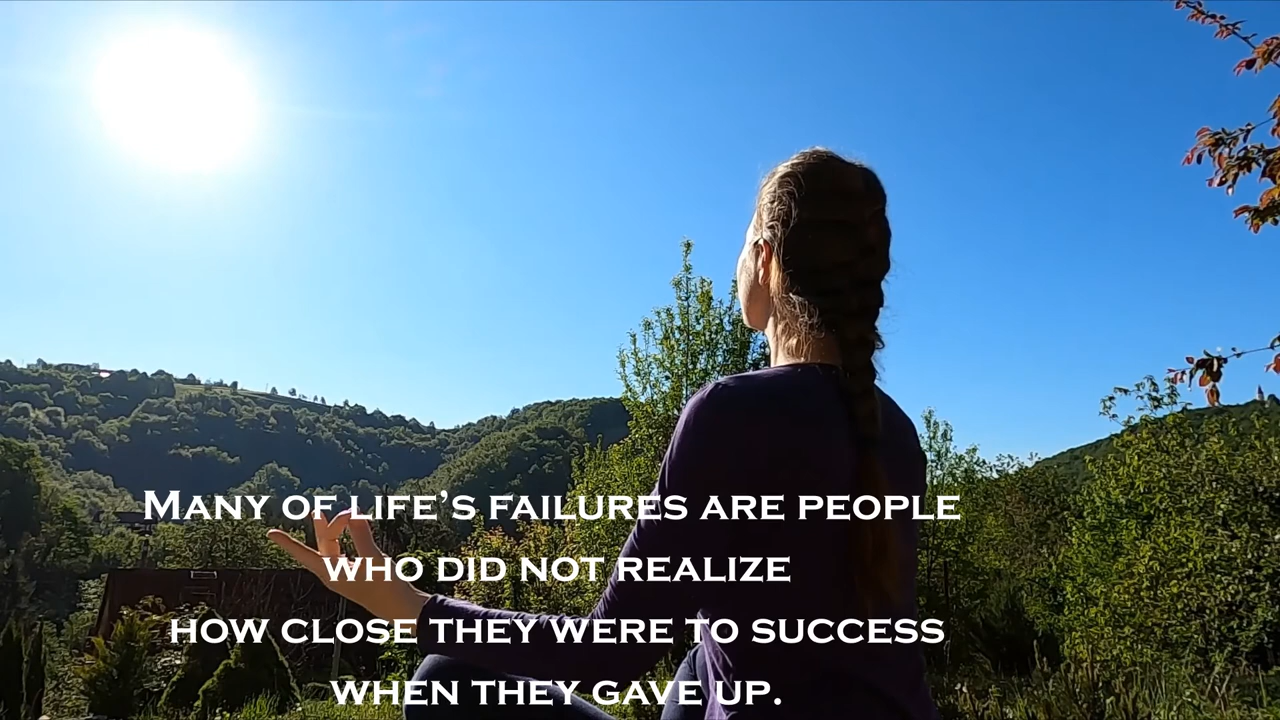 Many of life’s failures are people
who did not realize
how close they were to success
when they gave up.